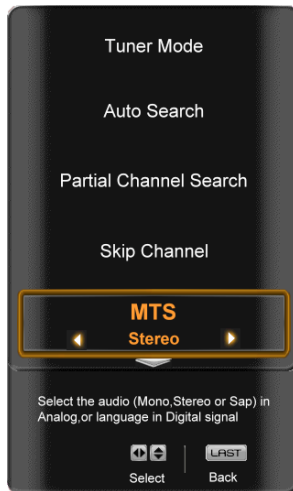 Tuner Mode
Auto Search
Partial Channel Search
Skip Channel
MTS
Stereo
Select the audio (Mono,Stereo or Sap) in
Analog,or language in Digital signal
LAST
Select
Back